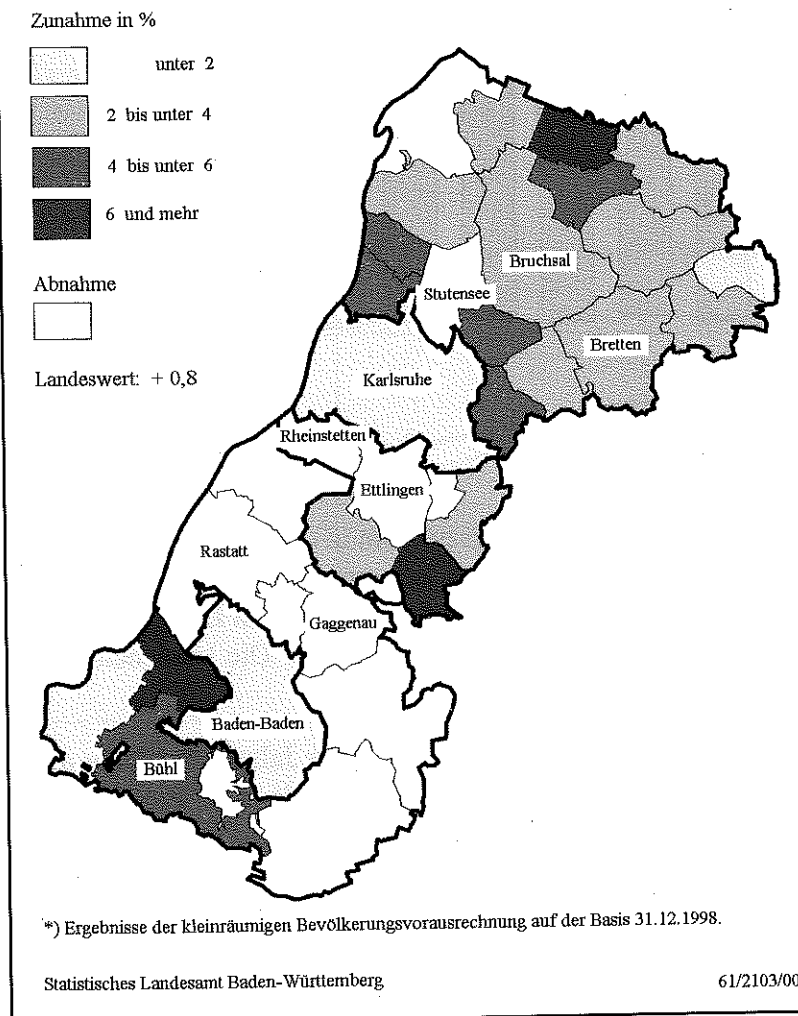 Zunahme in %
unter 2
2 bis unter 4
4 bis unter 6
6 und mehr
Abnahme
Landeswert: + 0,8
Bruchsal
Stutensee
Bretten
Karlsruhe
Rheinstetten
Ettlingen
Rastatt
Gaggenau
Baden-Baden
Bühl
*) Ergebnisse der kleinräumigen Bevölkerungsvorausrechnung auf der Basis 31.12.1998.
Statistisches Landesamt Baden-Württemberg 61/2103/00